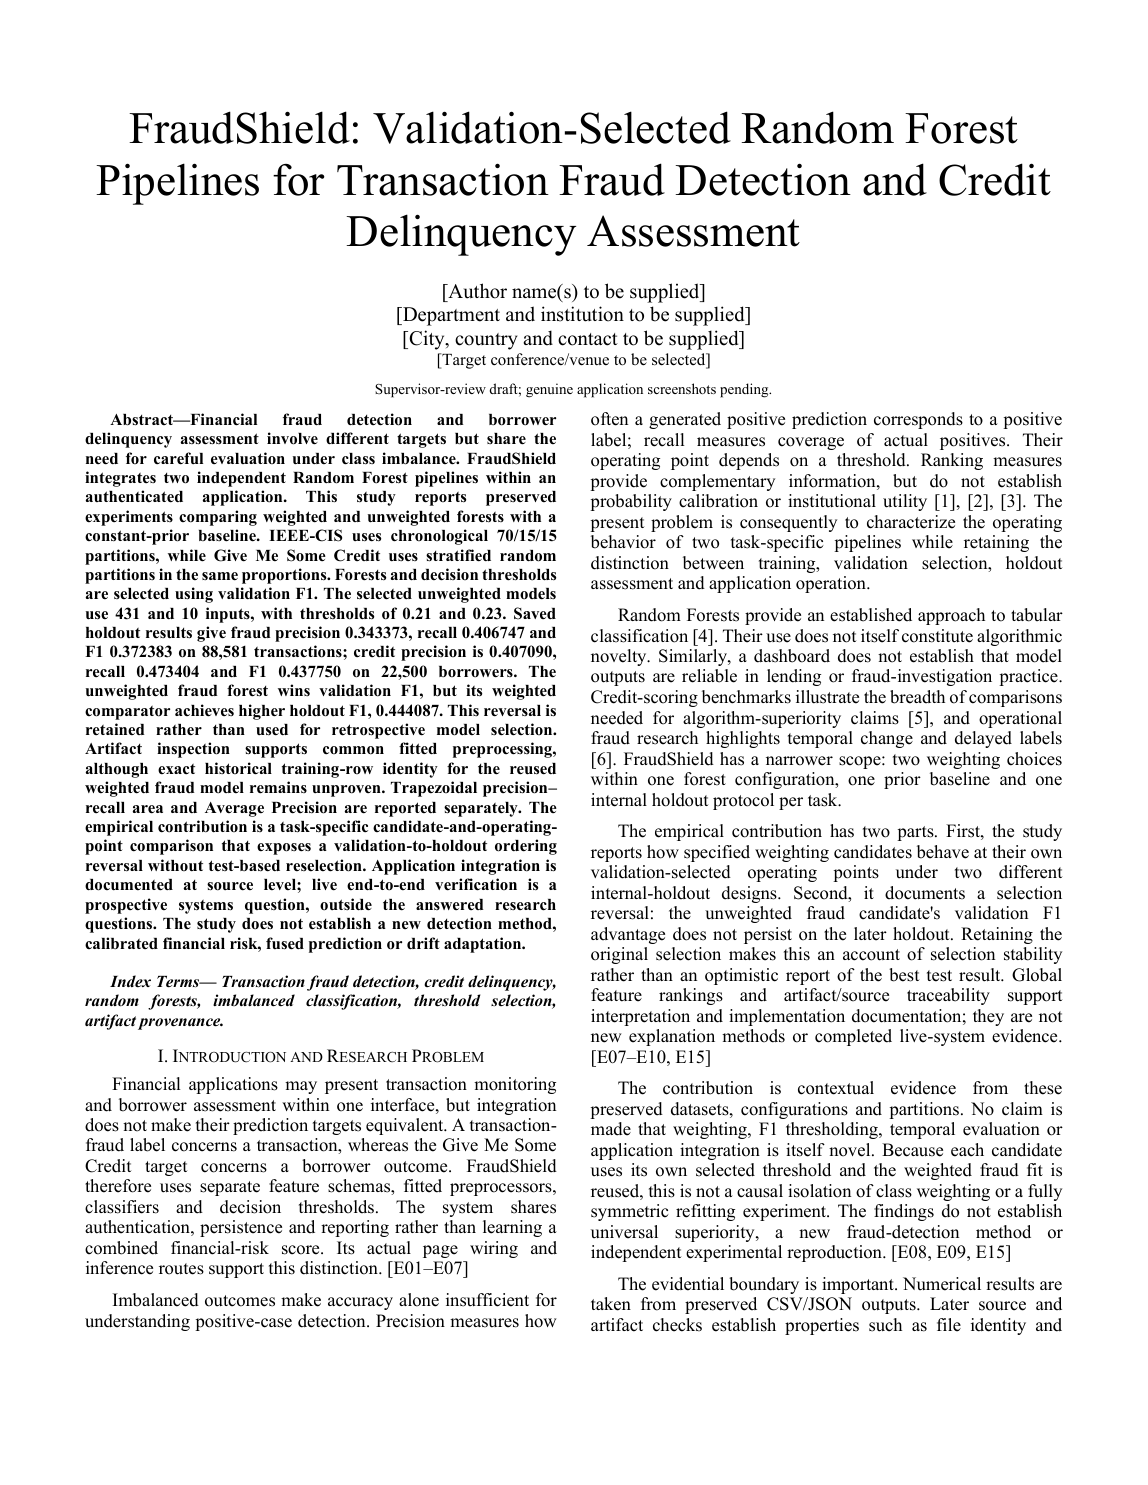 FraudShield: Validation-Selected Random Forest
Pipelines for Transaction Fraud Detection and Credit
Delinquency Assessment
[Author name(s) to be supplied]
[Department and institution to be supplied]
[City, country and contact to be supplied]
[Target conference/venue to be selected]
Supervisor-review draft; genuine application screenshots pending.
Abstract—Financial fraud detection and borrower
delinquency assessment involve different targets but share the
need for careful evaluation under class imbalance. FraudShield
integrates two independent Random Forest pipelines within an
authenticated application. This study reports preserved
experiments comparing weighted and unweighted forests with a
constant-prior baseline. IEEE-CIS uses chronological 70/15/15
partitions, while Give Me Some Credit uses stratified random
partitions in the same proportions. Forests and decision thresholds
are selected using validation F1. The selected unweighted models
use 431 and 10 inputs, with thresholds of 0.21 and 0.23. Saved
holdout results give fraud precision 0.343373, recall 0.406747 and
F1 0.372383 on 88,581 transactions; credit precision is 0.407090,
recall 0.473404 and F1 0.437750 on 22,500 borrowers. The
unweighted fraud forest wins validation F1, but its weighted
comparator achieves higher holdout F1, 0.444087. This reversal is
retained rather than used for retrospective model selection.
Artifact inspection supports common fitted preprocessing,
although exact historical training-row identity for the reused
weighted fraud model remains unproven. Trapezoidal precision–
recall area and Average Precision are reported separately. The
empirical contribution is a task-specific candidate-and-operating-
point comparison that exposes a validation-to-holdout ordering
reversal without test-based reselection. Application integration is
documented at source level; live end-to-end verification is a
prospective systems question, outside the answered research
questions. The study does not establish a new detection method,
calibrated financial risk, fused prediction or drift adaptation.
Index Terms— Transaction fraud detection, credit delinquency,
random forests, imbalanced classification, threshold selection,
artifact provenance.
I. INTRODUCTION AND RESEARCH PROBLEM
Financial applications may present transaction monitoring
and borrower assessment within one interface, but integration
does not make their prediction targets equivalent. A transaction-
fraud label concerns a transaction, whereas the Give Me Some
Credit target concerns a borrower outcome. FraudShield
therefore uses separate feature schemas, fitted preprocessors,
classifiers and decision thresholds. The system shares
authentication, persistence and reporting rather than learning a
combined financial-risk score. Its actual page wiring and
inference routes support this distinction. [E01–E07]
Imbalanced outcomes make accuracy alone insufficient for
understanding positive-case detection. Precision measures how
often a generated positive prediction corresponds to a positive
label; recall measures coverage of actual positives. Their
operating point depends on a threshold. Ranking measures
provide complementary information, but do not establish
probability calibration or institutional utility [1], [2], [3]. The
present problem is consequently to characterize the operating
behavior of two task-specific pipelines while retaining the
distinction between training, validation selection, holdout
assessment and application operation.
Random Forests provide an established approach to tabular
classification [4]. Their use does not itself constitute algorithmic
novelty. Similarly, a dashboard does not establish that model
outputs are reliable in lending or fraud-investigation practice.
Credit-scoring benchmarks illustrate the breadth of comparisons
needed for algorithm-superiority claims [5], and operational
fraud research highlights temporal change and delayed labels
[6]. FraudShield has a narrower scope: two weighting choices
within one forest configuration, one prior baseline and one
internal holdout protocol per task.
The empirical contribution has two parts. First, the study
reports how specified weighting candidates behave at their own
validation-selected operating points under two different
internal-holdout designs. Second, it documents a selection
reversal: the unweighted fraud candidate's validation F1
advantage does not persist on the later holdout. Retaining the
original selection makes this an account of selection stability
rather than an optimistic report of the best test result. Global
feature rankings and artifact/source traceability support
interpretation and implementation documentation; they are not
new explanation methods or completed live-system evidence.
[E07–E10, E15]
The contribution is contextual evidence from these
preserved datasets, configurations and partitions. No claim is
made that weighting, F1 thresholding, temporal evaluation or
application integration is itself novel. Because each candidate
uses its own selected threshold and the weighted fraud fit is
reused, this is not a causal isolation of class weighting or a fully
symmetric refitting experiment. The findings do not establish
universal superiority, a new fraud-detection method or
independent experimental reproduction. [E08, E09, E15]
The evidential boundary is important. Numerical results are
taken from preserved CSV/JSON outputs. Later source and
artifact checks establish properties such as file identity and